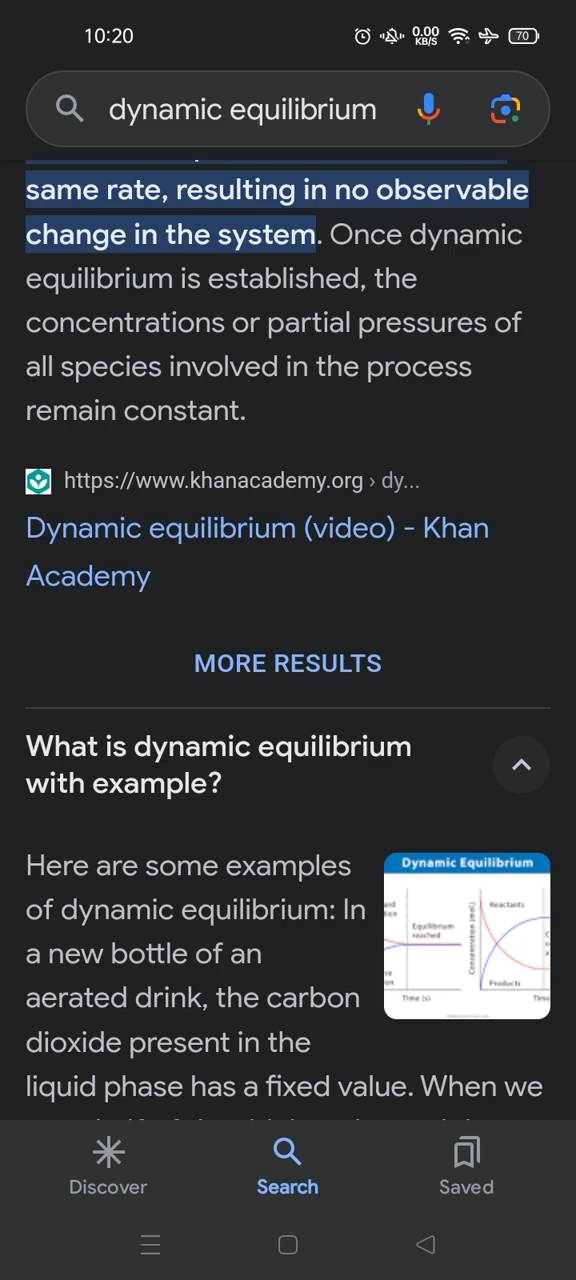 10:20
0.00
KB/S
70
dynamic equilibrium
same rate, resulting in no observable
change in the system. Once dynamic
equilibrium is established, the
concentrations or partial pressures of
all species involved in the process
remain constant.
https://www.khanacademy.org › dy...
Dynamic equilibrium (video) - Khan
Academy
MORE RESULTS
What is dynamic equilibrium
with example?
Here are some examples
of dynamic equilibrium: In
a new bottle of an
aerated drink, the carbon
dioxide present in the
liquid phase has a fixed value. When we
Dynamic Equilibrium
Equilibrium
reached
Time (s)
Concentration (mol)
Reactants
Products
Time
Discover
Search
Saved